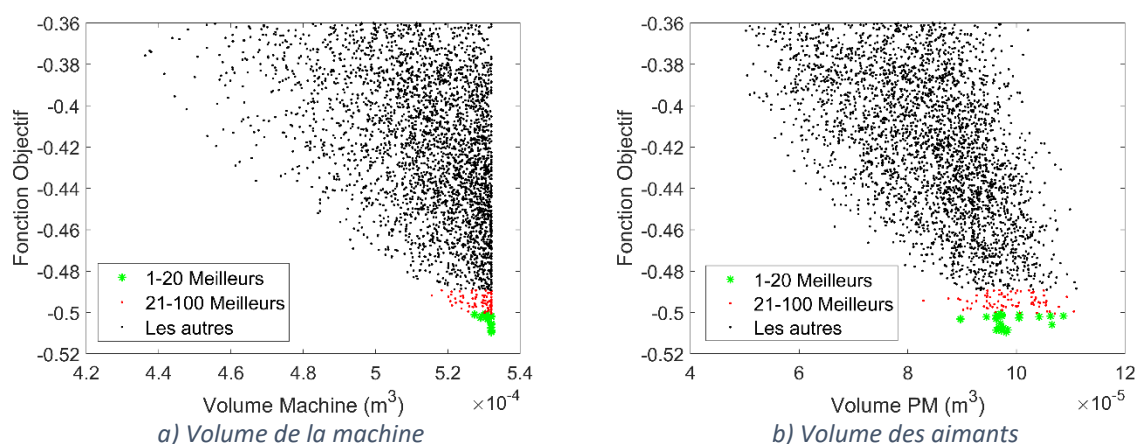 -0.36
-0.38
-0.4
-0.42
-0.44
-0.46
-0.48
-0.5
-0.52
Fonction Objectif
1-20 Meilleurs
21-100 Meilleurs
Les autres
4.2 4.4 4.6 4.8 5 5.2 5.4
×10-4
Volume Machine (m³)
a) Volume de la machine
-0.36
-0.38
-0.4
-0.42
-0.44
-0.46
-0.48
-0.5
-0.52
Fonction Objectif
1-20 Meilleurs
21-100 Meilleurs
Les autres
4 6 8 10 12
×10-5
Volume PM (m³)
b) Volume des aimants